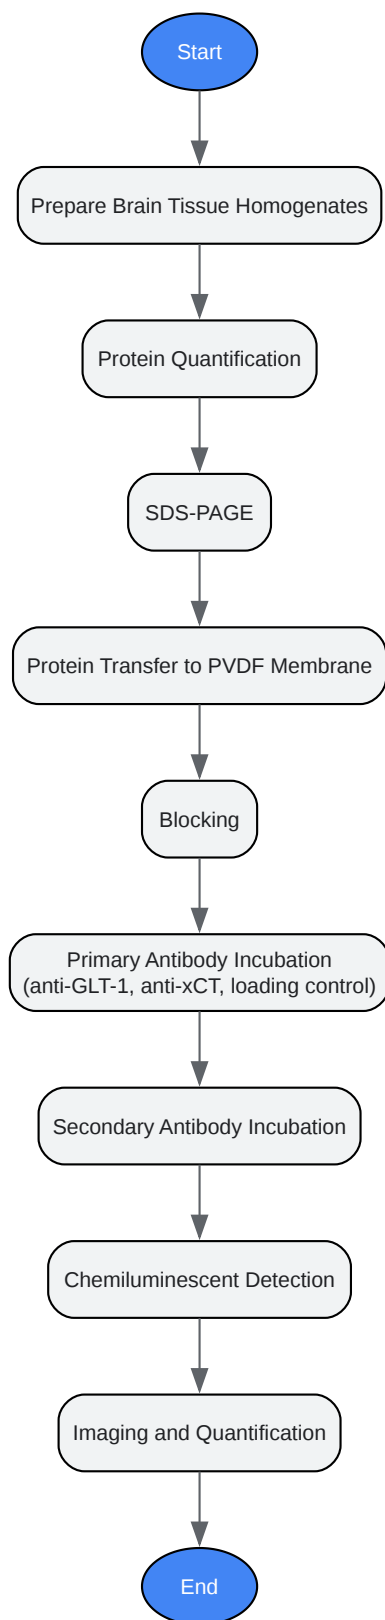 Start
Prepare Brain Tissue Homogenates
Protein Quantification
SDS-PAGE
Protein Transfer to PVDF Membrane
Blocking
Primary Antibody Incubation
(anti-GLT-1, anti-xCT, loading control)
Secondary Antibody Incubation
Chemiluminescent Detection
Imaging and Quantification
End